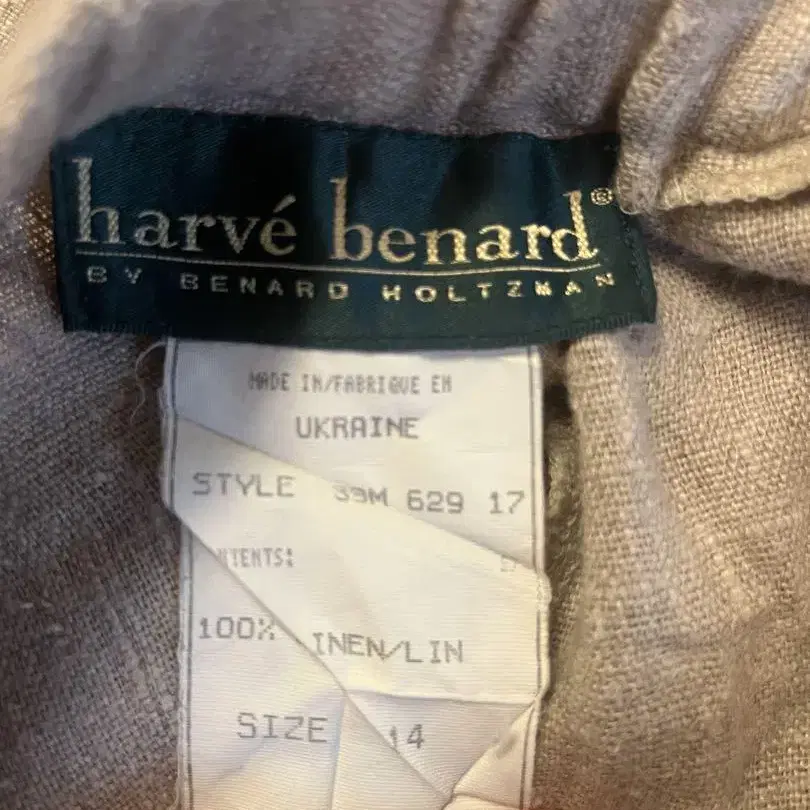 harvé benard®
BY BENARD HOLTZMAN
MADE IN/FABRIQUE EN
UKRAINE
STYLE 39M 629 17
NTENTS:
100% INEN/LIN
SIZE 14